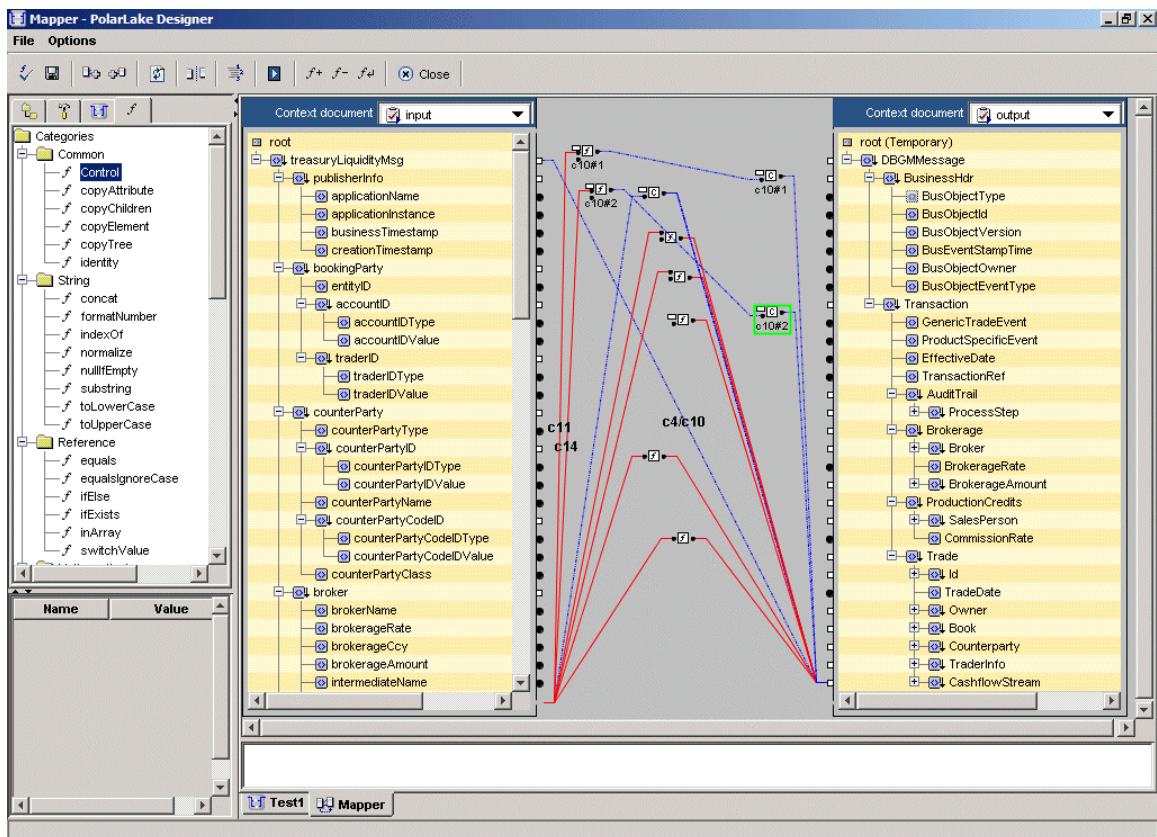 Mapper - PolarLake Designer
File Options
Close
f
Categories
Common
f Control
f copyAttribute
f copyChildren
f copyElement
f copyTree
f identity
String
f concat
f formatNumber
f indexOf
f normalize
f nullIfEmpty
f substring
f toLowerCase
f toUpperCase
Reference
f equals
f equalsIgnoreCase
f ifElse
f ifExists
f inArray
f switchValue
Name Value
Context document input
root
treasuryLiquidityMsg
publisherInfo
applicationName
applicationInstance
businessTimestamp
creationTimestamp
bookingParty
entityID
accountID
accountIDType
accountIDValue
traderID
traderIDType
traderIDValue
counterParty
counterPartyType
counterPartyID
counterPartyIDType
counterPartyIDValue
counterPartyName
counterPartyCodeID
counterPartyCodeIDType
counterPartyCodeIDValue
counterPartyClass
broker
brokerName
brokerageRate
brokerageCcy
brokerageAmount
intermediateName
c10#1
c10#1
c10#2
c10#2
c4/c10
c11
c14
Context document output
root (Temporary)
DBGMMessage
BusinessHdr
BusObjectType
BusObjectId
BusObjectVersion
BusEventStampTime
BusObjectOwner
BusObjectEventType
Transaction
GenericTradeEvent
ProductSpecificEvent
EffectiveDate
TransactionRef
AuditTrail
ProcessStep
Brokerage
Broker
BrokerageRate
BrokerageAmount
ProductionCredits
SalesPerson
CommissionRate
Trade
Id
TradeDate
Owner
Book
Counterparty
TraderInfo
CashflowStream
Test1 Mapper